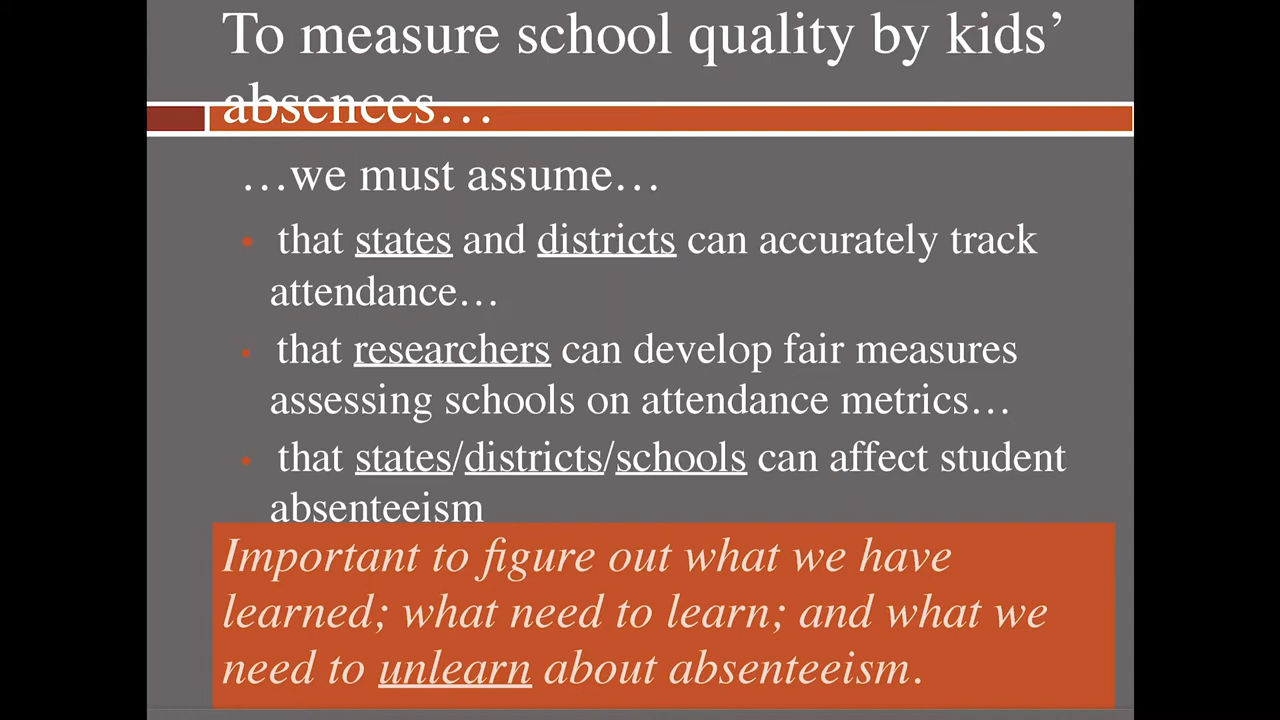 To measure school quality by kids’
absences…
…we must assume…
• that states and districts can accurately track
attendance…
• that researchers can develop fair measures
assessing schools on attendance metrics…
• that states/districts/schools can affect student
absenteeism
Important to figure out what we have
learned; what need to learn; and what we
need to unlearn about absenteeism.